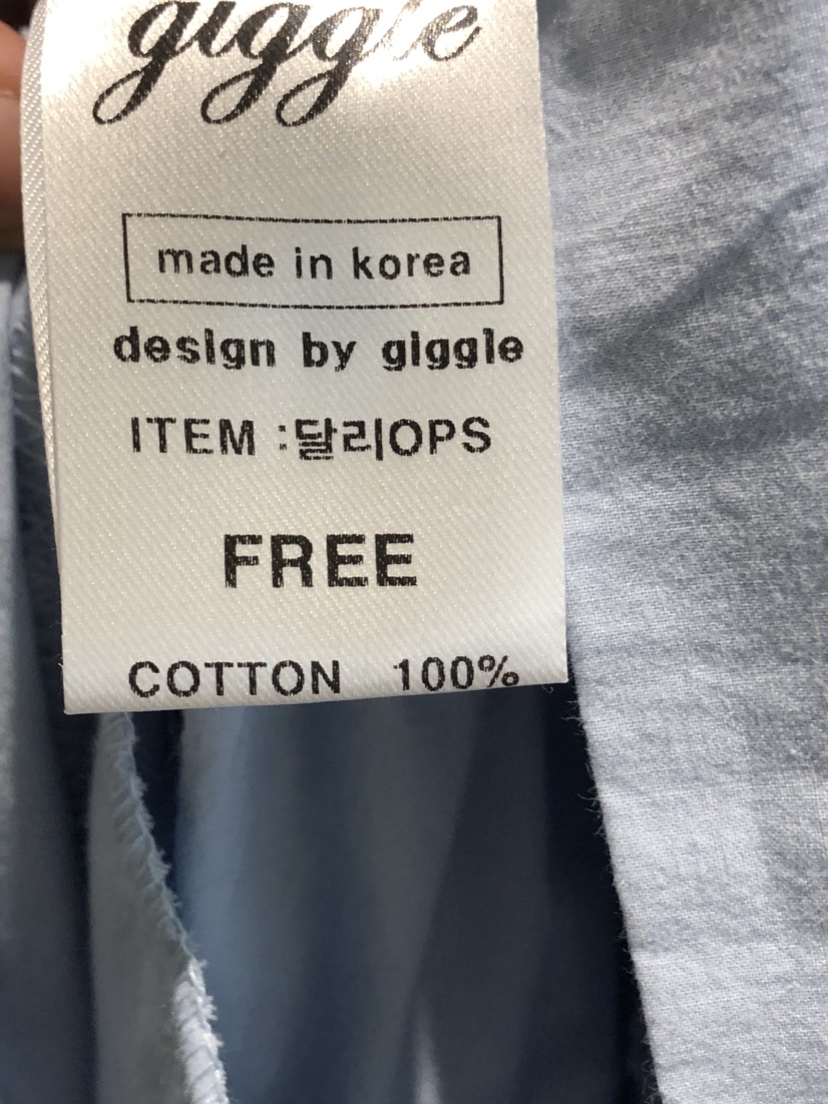 giggle
made in korea
design by giggle
ITEM :달리OPS
FREE
COTTON 100%